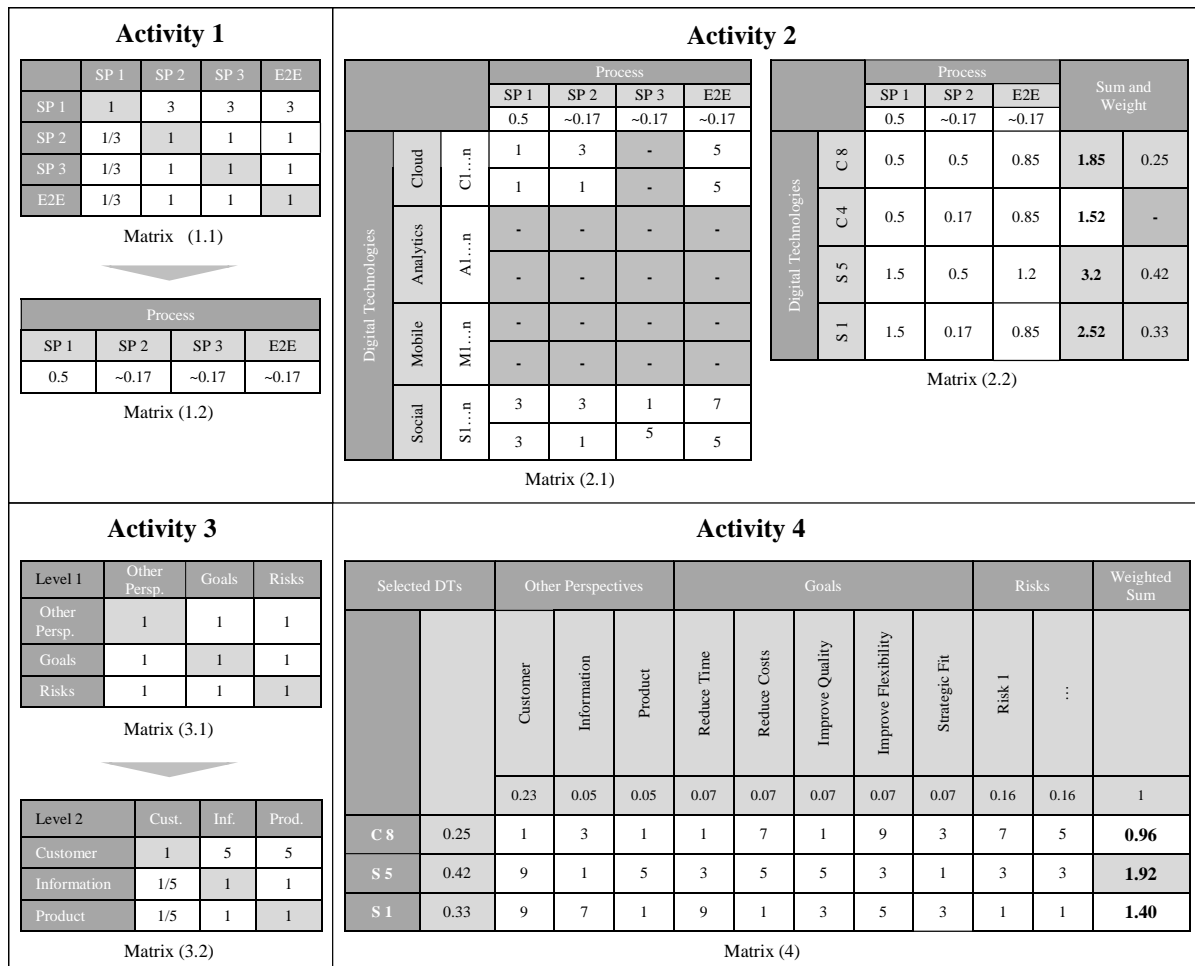 Activity 1
SP 1 SP 2 SP 3 E2E
SP 1 1 3 3 3
SP 2 1/3 1 1 1
SP 3 1/3 1 1 1
E2E 1/3 1 1 1
Matrix (1.1)
Process
SP 1 SP 2 SP 3 E2E
0.5 ~0.17 ~0.17 ~0.17
Matrix (1.2)
Activity 2
Process
SP 1 SP 2 SP 3 E2E
0.5 ~0.17 ~0.17 ~0.17
Digital Technologies
Cloud
C1…n
1 3 - 5
1 1 - 5
Analytics
A1…n
- - - -
- - - -
Mobile
M1…n
- - - -
- - - -
Social
S1…n
3 3 1 7
3 1 5 5
Matrix (2.1)
Process
Sum and
Weight
SP 1 SP 2 E2E
0.5 ~0.17 ~0.17
Digital Technologies
C 8 0.5 0.5 0.85 1.85 0.25
C 4 0.5 0.17 0.85 1.52 -
S 5 1.5 0.5 1.2 3.2 0.42
S 1 1.5 0.17 0.85 2.52 0.33
Matrix (2.2)
Activity 3
Level 1 Other Persp. Goals Risks
Other Persp. 1 1 1
Goals 1 1 1
Risks 1 1 1
Matrix (3.1)
Level 2 Cust. Inf. Prod.
Customer 1 5 5
Information 1/5 1 1
Product 1/5 1 1
Matrix (3.2)
Activity 4
Selected DTs Other Perspectives Goals Risks Weighted Sum
Customer Information Product Reduce Time Reduce Costs Improve Quality Improve Flexibility Strategic Fit Risk 1 …
0.23 0.05 0.05 0.07 0.07 0.07 0.07 0.07 0.16 0.16 1
C 8 0.25 1 3 1 1 7 1 9 3 7 5 0.96
S 5 0.42 9 1 5 3 5 5 3 1 3 3 1.92
S 1 0.33 9 7 1 9 1 3 5 3 1 1 1.40
Matrix (4)